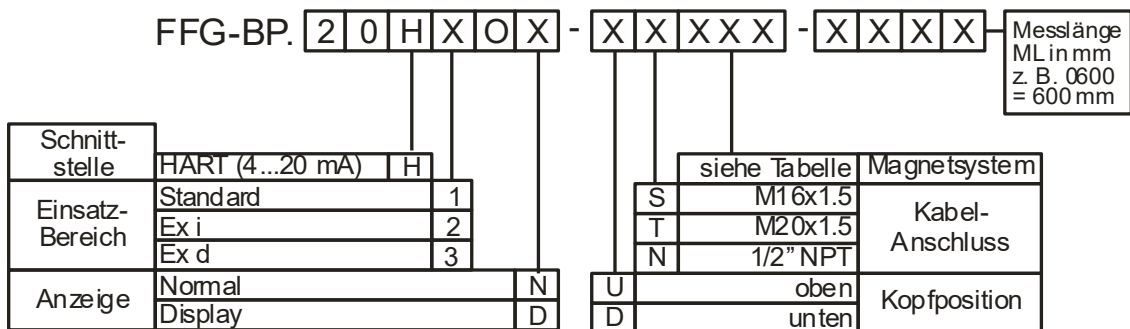 FFG-BP. 2 0 H X O X - X X X X X - X X X X
Messlänge
ML in mm
z. B. 0600
= 600 mm
Schnitt-
stelle
HART (4...20 mA) H
Einsatz-
Bereich
Standard 1
Ex i 2
Ex d 3
Anzeige
Normal N
Display D
siehe Tabelle Magnetsystem
S M16x1.5
T M20x1.5
N 1/2” NPT
Kabel-
Anschluss
U oben
D unten
Kopfposition